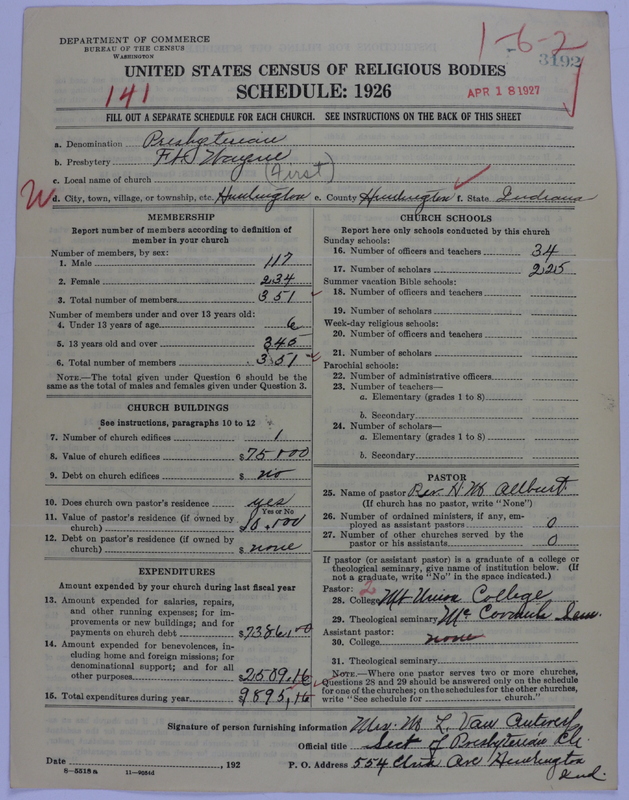 DEPARTMENT OF COMMERCE
BUREAU OF THE CENSUS
WASHINGTON
1-6-2
3192
UNITED STATES CENSUS OF RELIGIOUS BODIES
141
SCHEDULE: 1926
APR 18 1927
FILL OUT A SEPARATE SCHEDULE FOR EACH CHURCH. SEE INSTRUCTIONS ON THE BACK OF THIS SHEET
a. Denomination Presbyterian
b. Presbytery Ft Wayne
c. Local name of church (First)
d. City, town, village, or township, etc. Huntington e. County Huntington f. State Indiana
MEMBERSHIP
Report number of members according to definition of member in your church
Number of members, by sex:
1. Male 117
2. Female 234
3. Total number of members 351
Number of members under and over 13 years old:
4. Under 13 years of age 6
5. 13 years old and over 345
6. Total number of members 351
NOTE.—The total given under Question 6 should be the
same as the total of males and females given under Question 3.
CHURCH BUILDINGS
See instructions, paragraphs 10 to 12
7. Number of church edifices 1
8. Value of church edifices $75000
9. Debt on church edifices $ no
10. Does church own pastor's residence yes
Yes or No
11. Value of pastor's residence (if owned by
church) $10,000
12. Debt on pastor's residence (if owned by
church) $ none
EXPENDITURES
Amount expended by your church during last fiscal year
13. Amount expended for salaries, repairs,
and other running expenses; for im-
provements or new buildings; and for
payments on church debt $7386.00
14. Amount expended for benevolences, in-
cluding home and foreign missions; for
denominational support; and for all
other purposes $2509.16
15. Total expenditures during year 9895.16
CHURCH SCHOOLS
Report here only schools conducted by this church
Sunday schools:
16. Number of officers and teachers 34
17. Number of scholars 225
Summer vacation Bible schools:
18. Number of officers and teachers
19. Number of scholars
Week-day religious schools:
20. Number of officers and teachers
21. Number of scholars
Parochial schools:
22. Number of administrative officers
23. Number of teachers—
a. Elementary (grades 1 to 8)
b. Secondary
24. Number of scholars—
a. Elementary (grades 1 to 8)
b. Secondary
PASTOR
25. Name of pastor Rev. H M
(If church has no pastor, write "None")
26. Number of ordained ministers, if any, em-
ployed as assistant pastors 0
27. Number of other churches served by the
pastor or his assistants 0
If pastor (or assistant pastor) is a graduate of a college or
theological seminary, give name of institution below. (If
not a graduate, write "No" in the space indicated.)
Pastor: 2
28. College Mt Union College
29. Theological seminary Mc Cormick Sem.
Assistant pastor:
30. College none
31. Theological seminary
NOTE.—Where one pastor serves two or more churches,
Questions 28 and 29 should be answered only on the schedule
for one of the churches; on the schedules for the other churches,
write "See schedule for church."
Signature of person furnishing information Mrs. M L Van Antwerp
Official title Sect of Presbyterian Ch.
Date , 192 P. O. Address 554 Ave Huntington
Ind.
8-5518 a